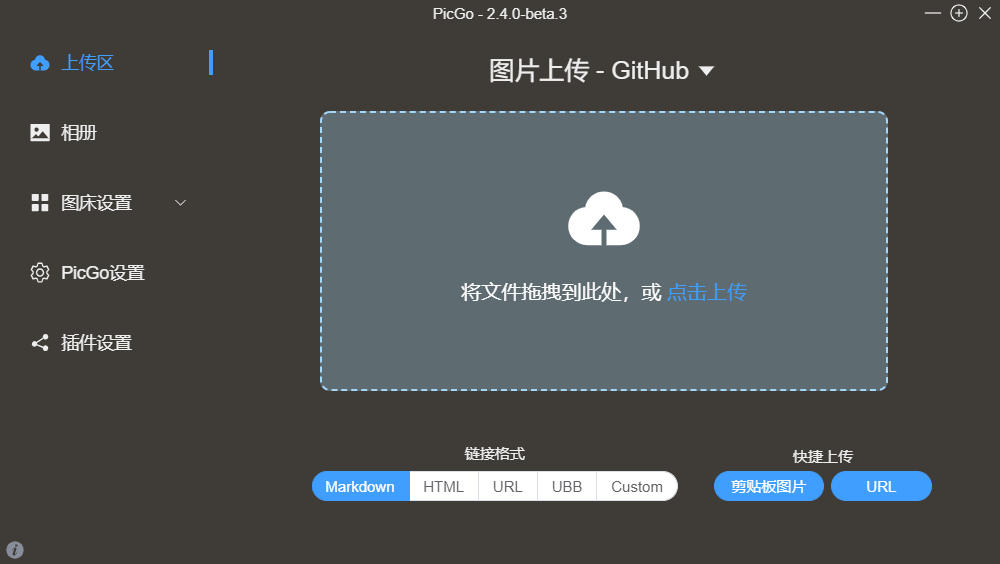 PicGo - 2.4.0-beta.3
上传区
相册
图床设置
PicGo设置
插件设置
图片上传 - GitHub
将文件拖拽到此处，或 点击上传
链接格式
Markdown HTML URL UBB Custom
快捷上传
剪贴板图片 URL